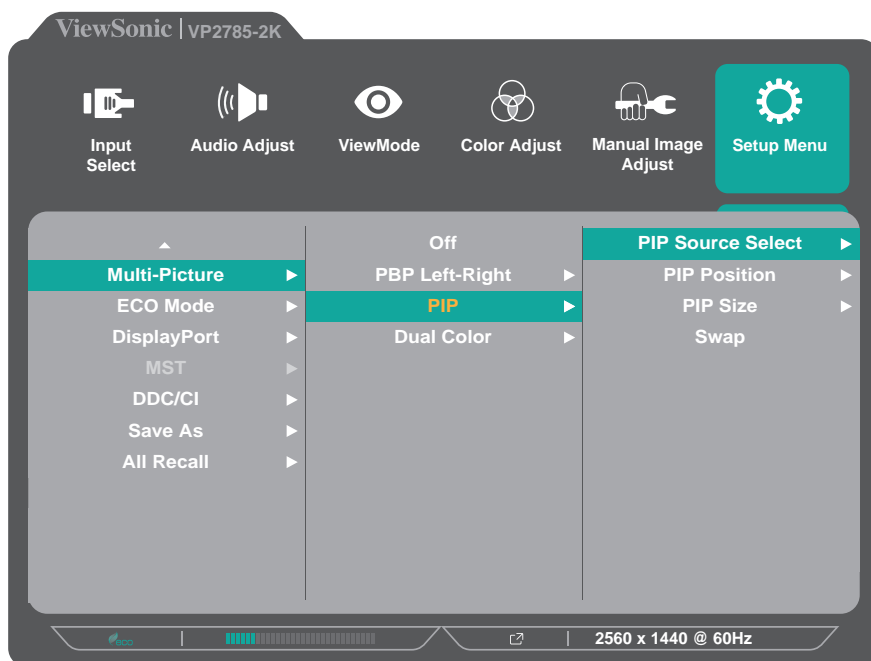 ViewSonic | VP2785-2K
Input
Select
Audio Adjust
ViewMode
Color Adjust
Manual Image
Adjust
Setup Menu
Multi-Picture
ECO Mode
DisplayPort
MST
DDC/CI
Save As
All Recall
Off
PBP Left-Right
PIP
Dual Color
PIP Source Select
PIP Position
PIP Size
Swap
eco
2560 x 1440 @ 60Hz